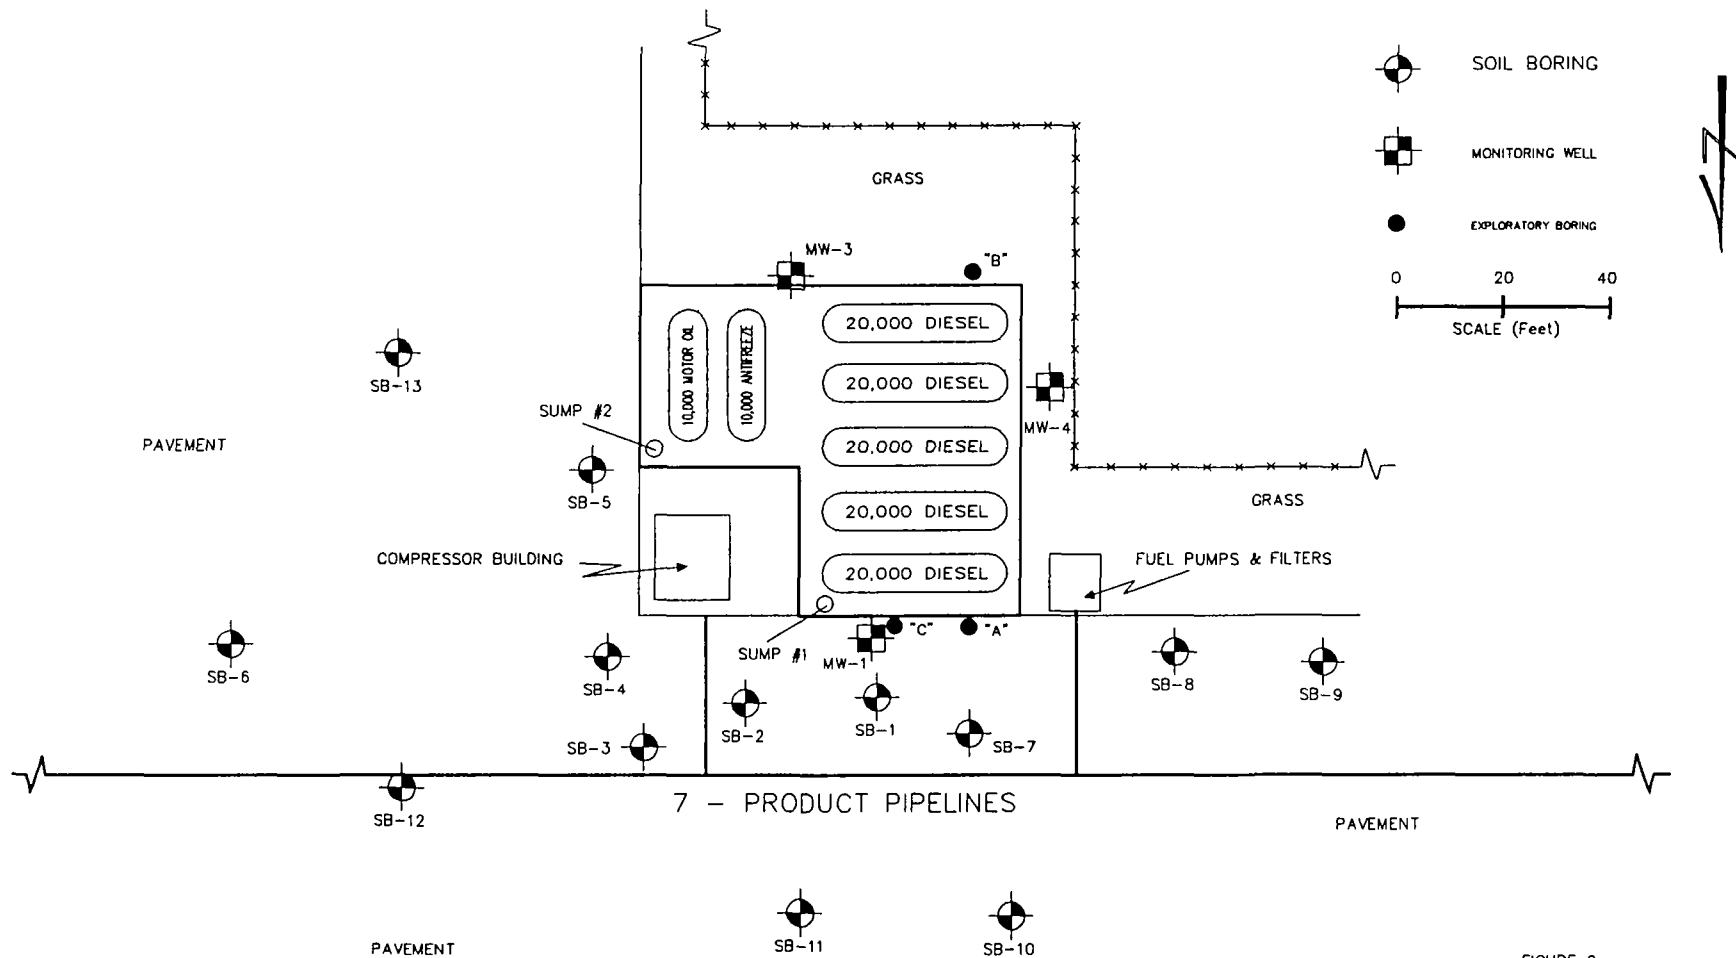 SOIL BORING
MONITORING WELL
EXPLORATORY BORING
0 20 40
SCALE (Feet)
GRASS
MW-3
"B"
20,000 DIESEL
10,000 MOTOR OIL
10,000 ANTIFREEZE
20,000 DIESEL
SB-13
SUMP #2
MW-4
PAVEMENT
20,000 DIESEL
SB-5
GRASS
20,000 DIESEL
COMPRESSOR BUILDING
FUEL PUMPS & FILTERS
20,000 DIESEL
"C"
"A"
SUMP #1
MW-1
SB-6
SB-4
SB-8
SB-9
SB-2
SB-1
SB-3
SB-7
7 - PRODUCT PIPELINES
SB-12
PAVEMENT
SB-11
SB-10
PAVEMENT